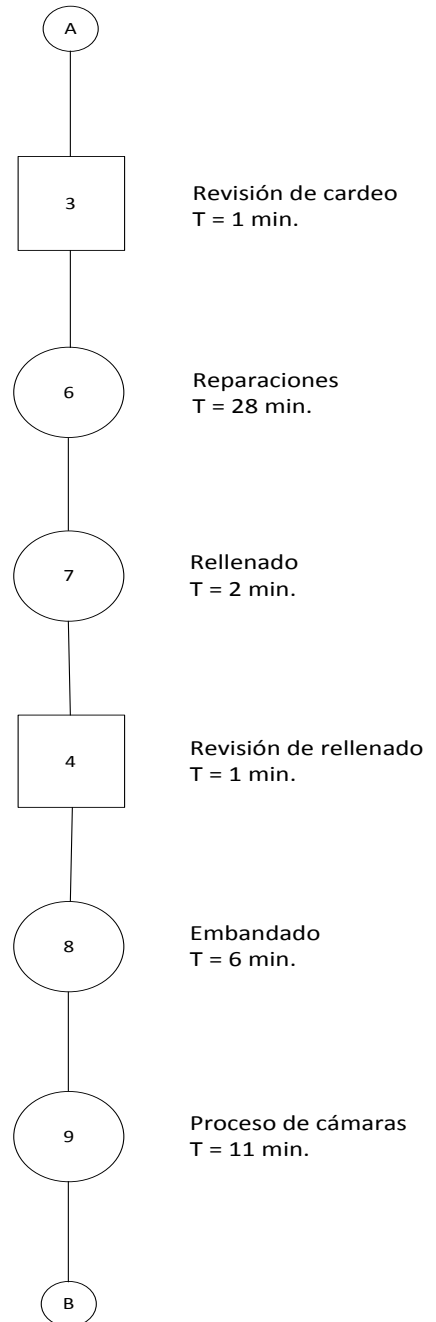 A
3
Revisión de cardeo
T = 1 min.
6
Reparaciones
T = 28 min.
7
Rellenado
T = 2 min.
4
Revisión de rellenado
T = 1 min.
8
Embandado
T = 6 min.
9
Proceso de cámaras
T = 11 min.
B